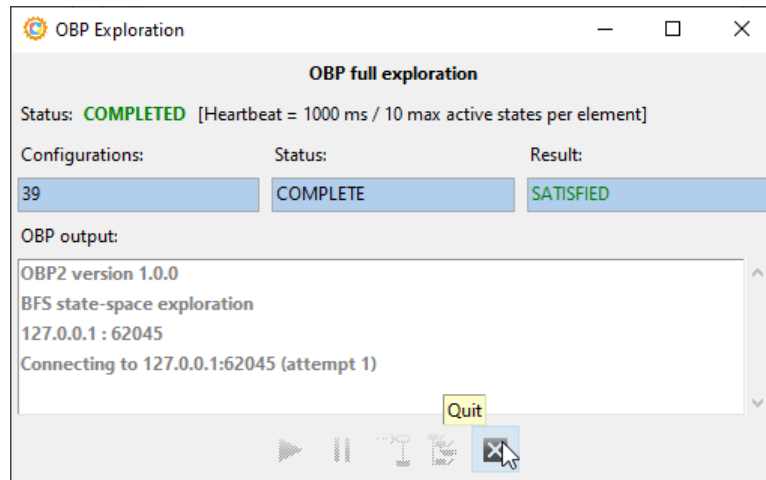 OBP Exploration
OBP full exploration
Status: COMPLETED [Heartbeat = 1000 ms / 10 max active states per element]
Configurations: Status: Result:
39 COMPLETE SATISFIED
OBP output:
OBP2 version 1.0.0
BFS state-space exploration
127.0.0.1 : 62045
Connecting to 127.0.0.1:62045 (attempt 1)
Quit